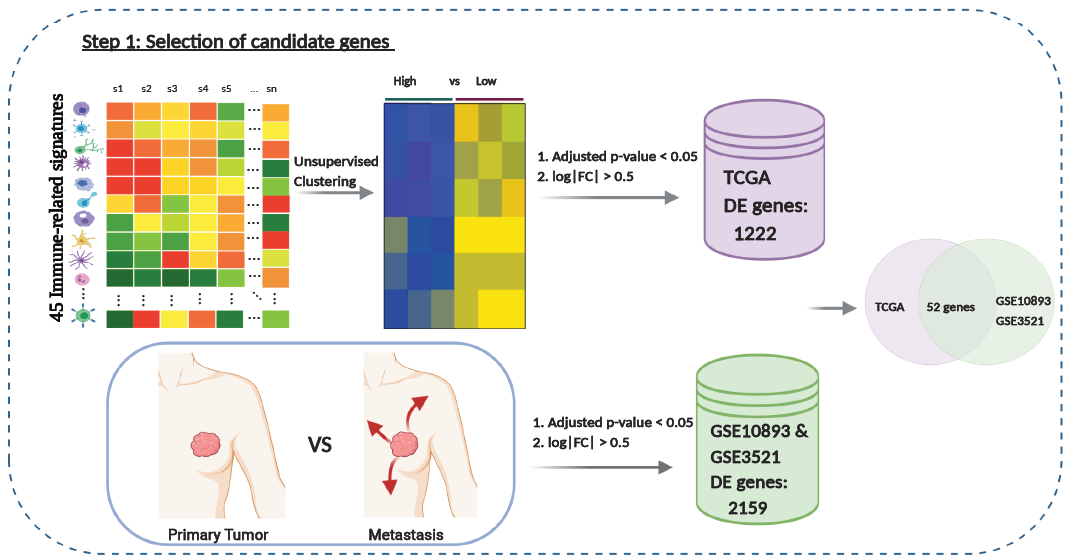 Step 1: Selection of candidate genes
45 Immune-related signatures
s1 s2 s3 s4 s5 ... sn
Unsupervised
Clustering
High vs Low
1. Adjusted p-value < 0.05
2. log|FC| > 0.5
TCGA
DE genes:
1222
TCGA
52 genes
GSE10893
GSE3521
Primary Tumor
VS
Metastasis
1. Adjusted p-value < 0.05
2. log|FC| > 0.5
GSE10893 &
GSE3521
DE genes:
2159